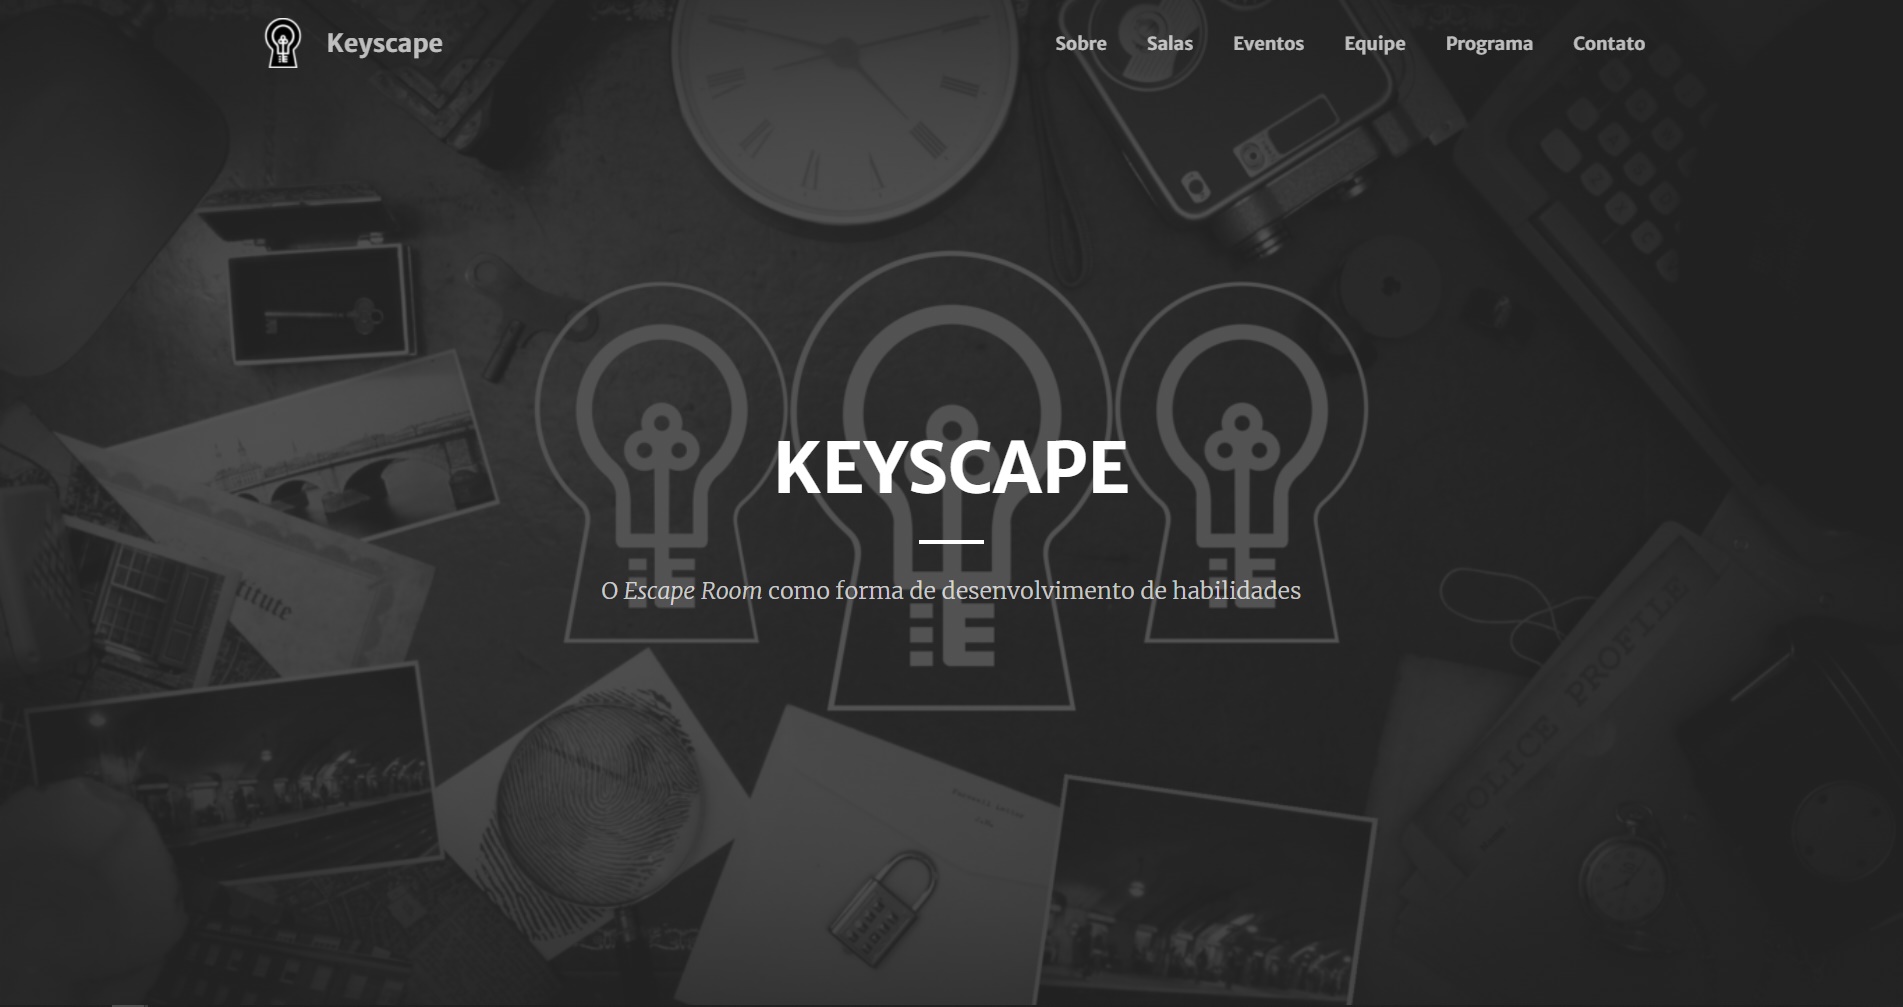 Keyscape
Sobre Salas Eventos Equipe Programa Contato
KEYSCAPE
O Escape Room como forma de desenvolvimento de habilidades
titute
POLICE PROFILE